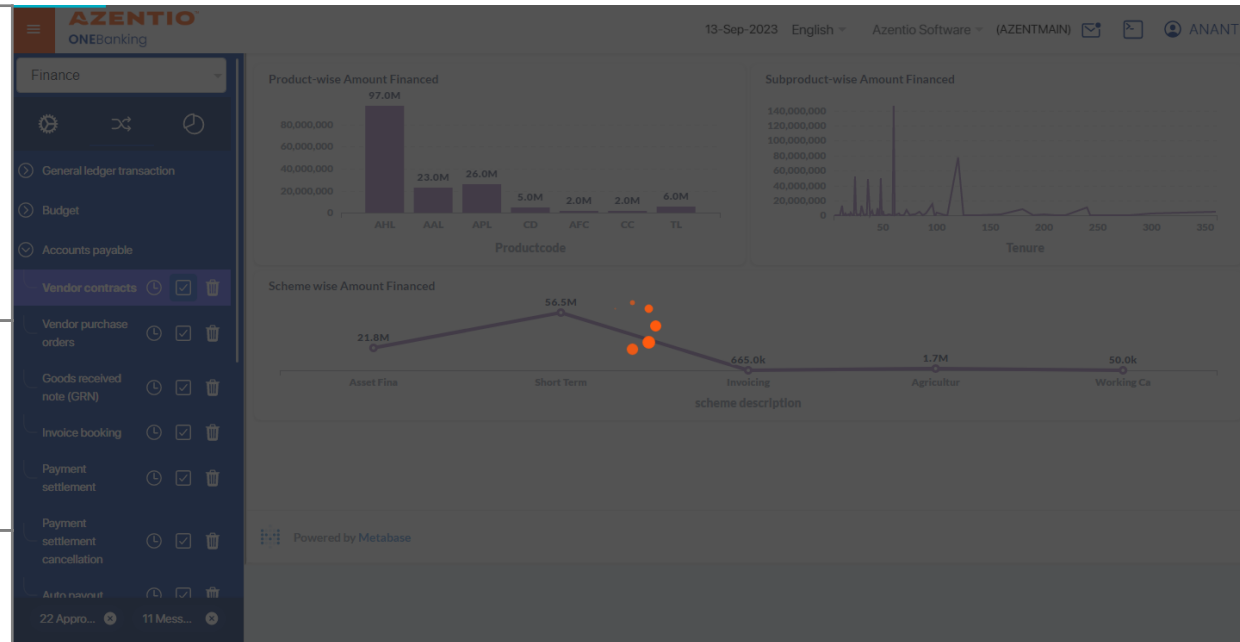 AZENTIO
ONEBanking
13-Sep-2023 English Azentio Software (AZENTMAIN) ANANT
Finance
General ledger transaction
Budget
Accounts payable
Vendor contracts
Vendor purchase
orders
Goods received
note (GRN)
Invoice booking
Payment
settlement
Payment
settlement
cancellation
Auto payout
22 Appro...
11 Mess...
Product-wise Amount Financed
97.0M
80,000,000
60,000,000
40,000,000
20,000,000
0
23.0M
26.0M
5.0M
2.0M
2.0M
6.0M
AHL AAL APL CD AFC CC TL
Productcode
Subproduct-wise Amount Financed
140,000,000
120,000,000
100,000,000
80,000,000
60,000,000
40,000,000
20,000,000
0
50 100 150 200 250 300 350
Tenure
Scheme wise Amount Financed
21.8M
56.5M
665.0k
1.7M
50.0k
Asset Fina Short Term Invoicing Agricultur Working Ca
scheme description
Powered by Metabase